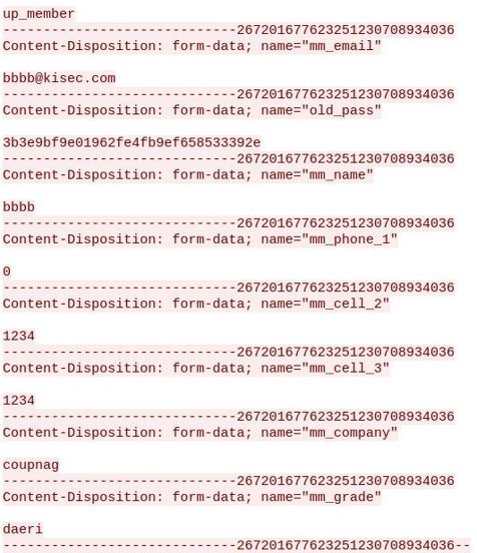 up_member
-----------------------------267201677623251230708934036
Content-Disposition: form-data; name="mm_email"
bbbb@kisec.com
-----------------------------267201677623251230708934036
Content-Disposition: form-data; name="old_pass"
3b3e9bf9e01962fe4fb9ef658533392e
-----------------------------267201677623251230708934036
Content-Disposition: form-data; name="mm_name"
bbbb
-----------------------------267201677623251230708934036
Content-Disposition: form-data; name="mm_phone_1"
0
-----------------------------267201677623251230708934036
Content-Disposition: form-data; name="mm_cell_2"
1234
-----------------------------267201677623251230708934036
Content-Disposition: form-data; name="mm_cell_3"
1234
-----------------------------267201677623251230708934036
Content-Disposition: form-data; name="mm_company"
coupnag
-----------------------------267201677623251230708934036
Content-Disposition: form-data; name="mm_grade"
daeri
-----------------------------267201677623251230708934036--